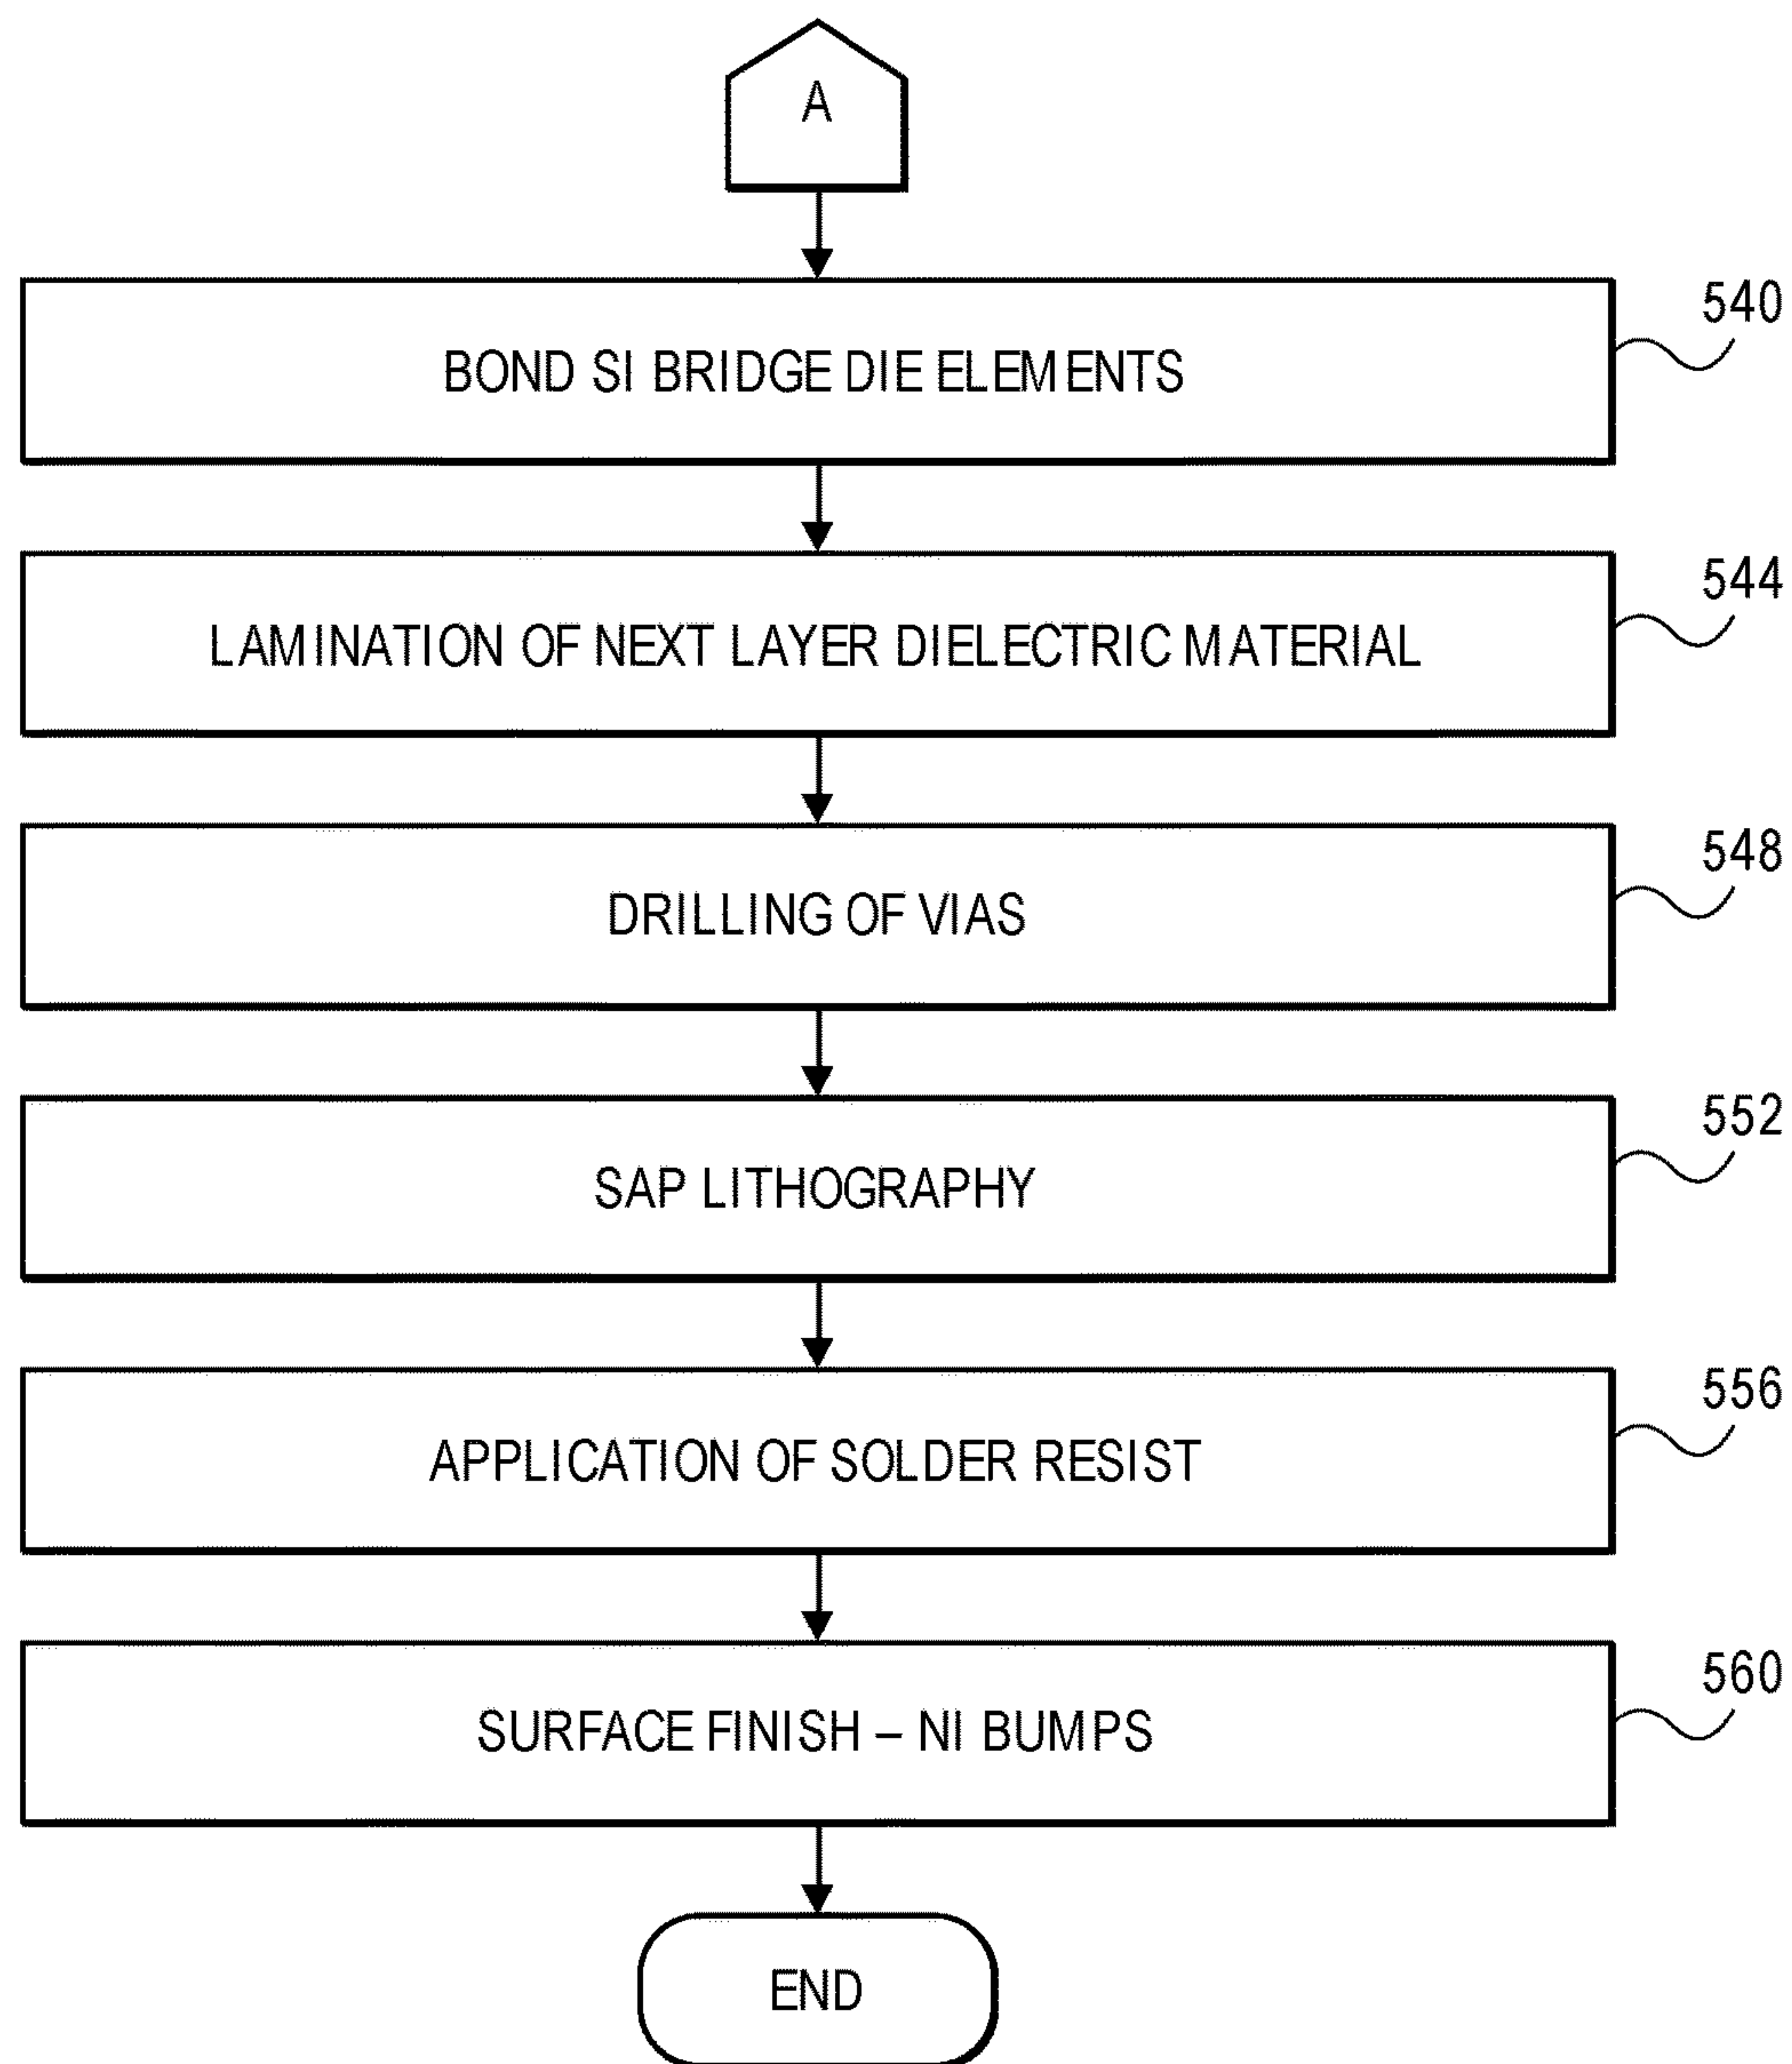 A
540
BOND SI BRIDGE DIE ELEMENTS
544
LAMINATION OF NEXT LAYER DIELECTRIC MATERIAL
548
DRILLING OF VIAS
552
SAP LITHOGRAPHY
556
APPLICATION OF SOLDER RESIST
560
SURFACE FINISH – NI BUMPS
END